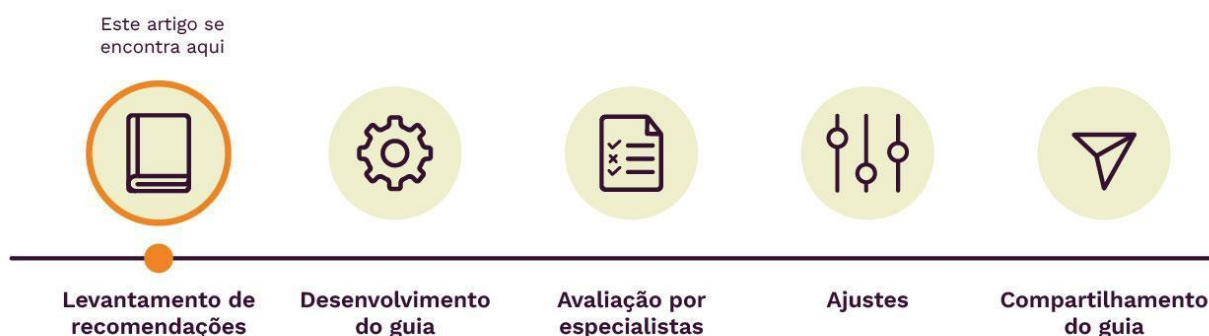 Este artigo se
encontra aqui
Levantamento de
recomendações
Desenvolvimento
do guia
Avaliação por
especialistas
Ajustes
Compartilhamento
do guia